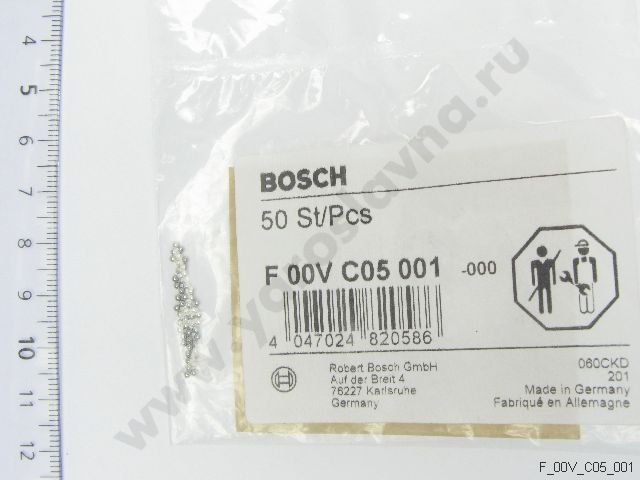 4
5
6
7
8
9
10
11
12
BOSCH
50 St/Pcs
F 00V C05 001 -000
4 047024 820586
Robert Bosch GmbH
Auf der Breit 4
76227 Karlsruhe
Germany
060CKD
201
Made in Germany
Fabriqué en Allemagne
www.yaroslavna.ru
F_00V_C05_001